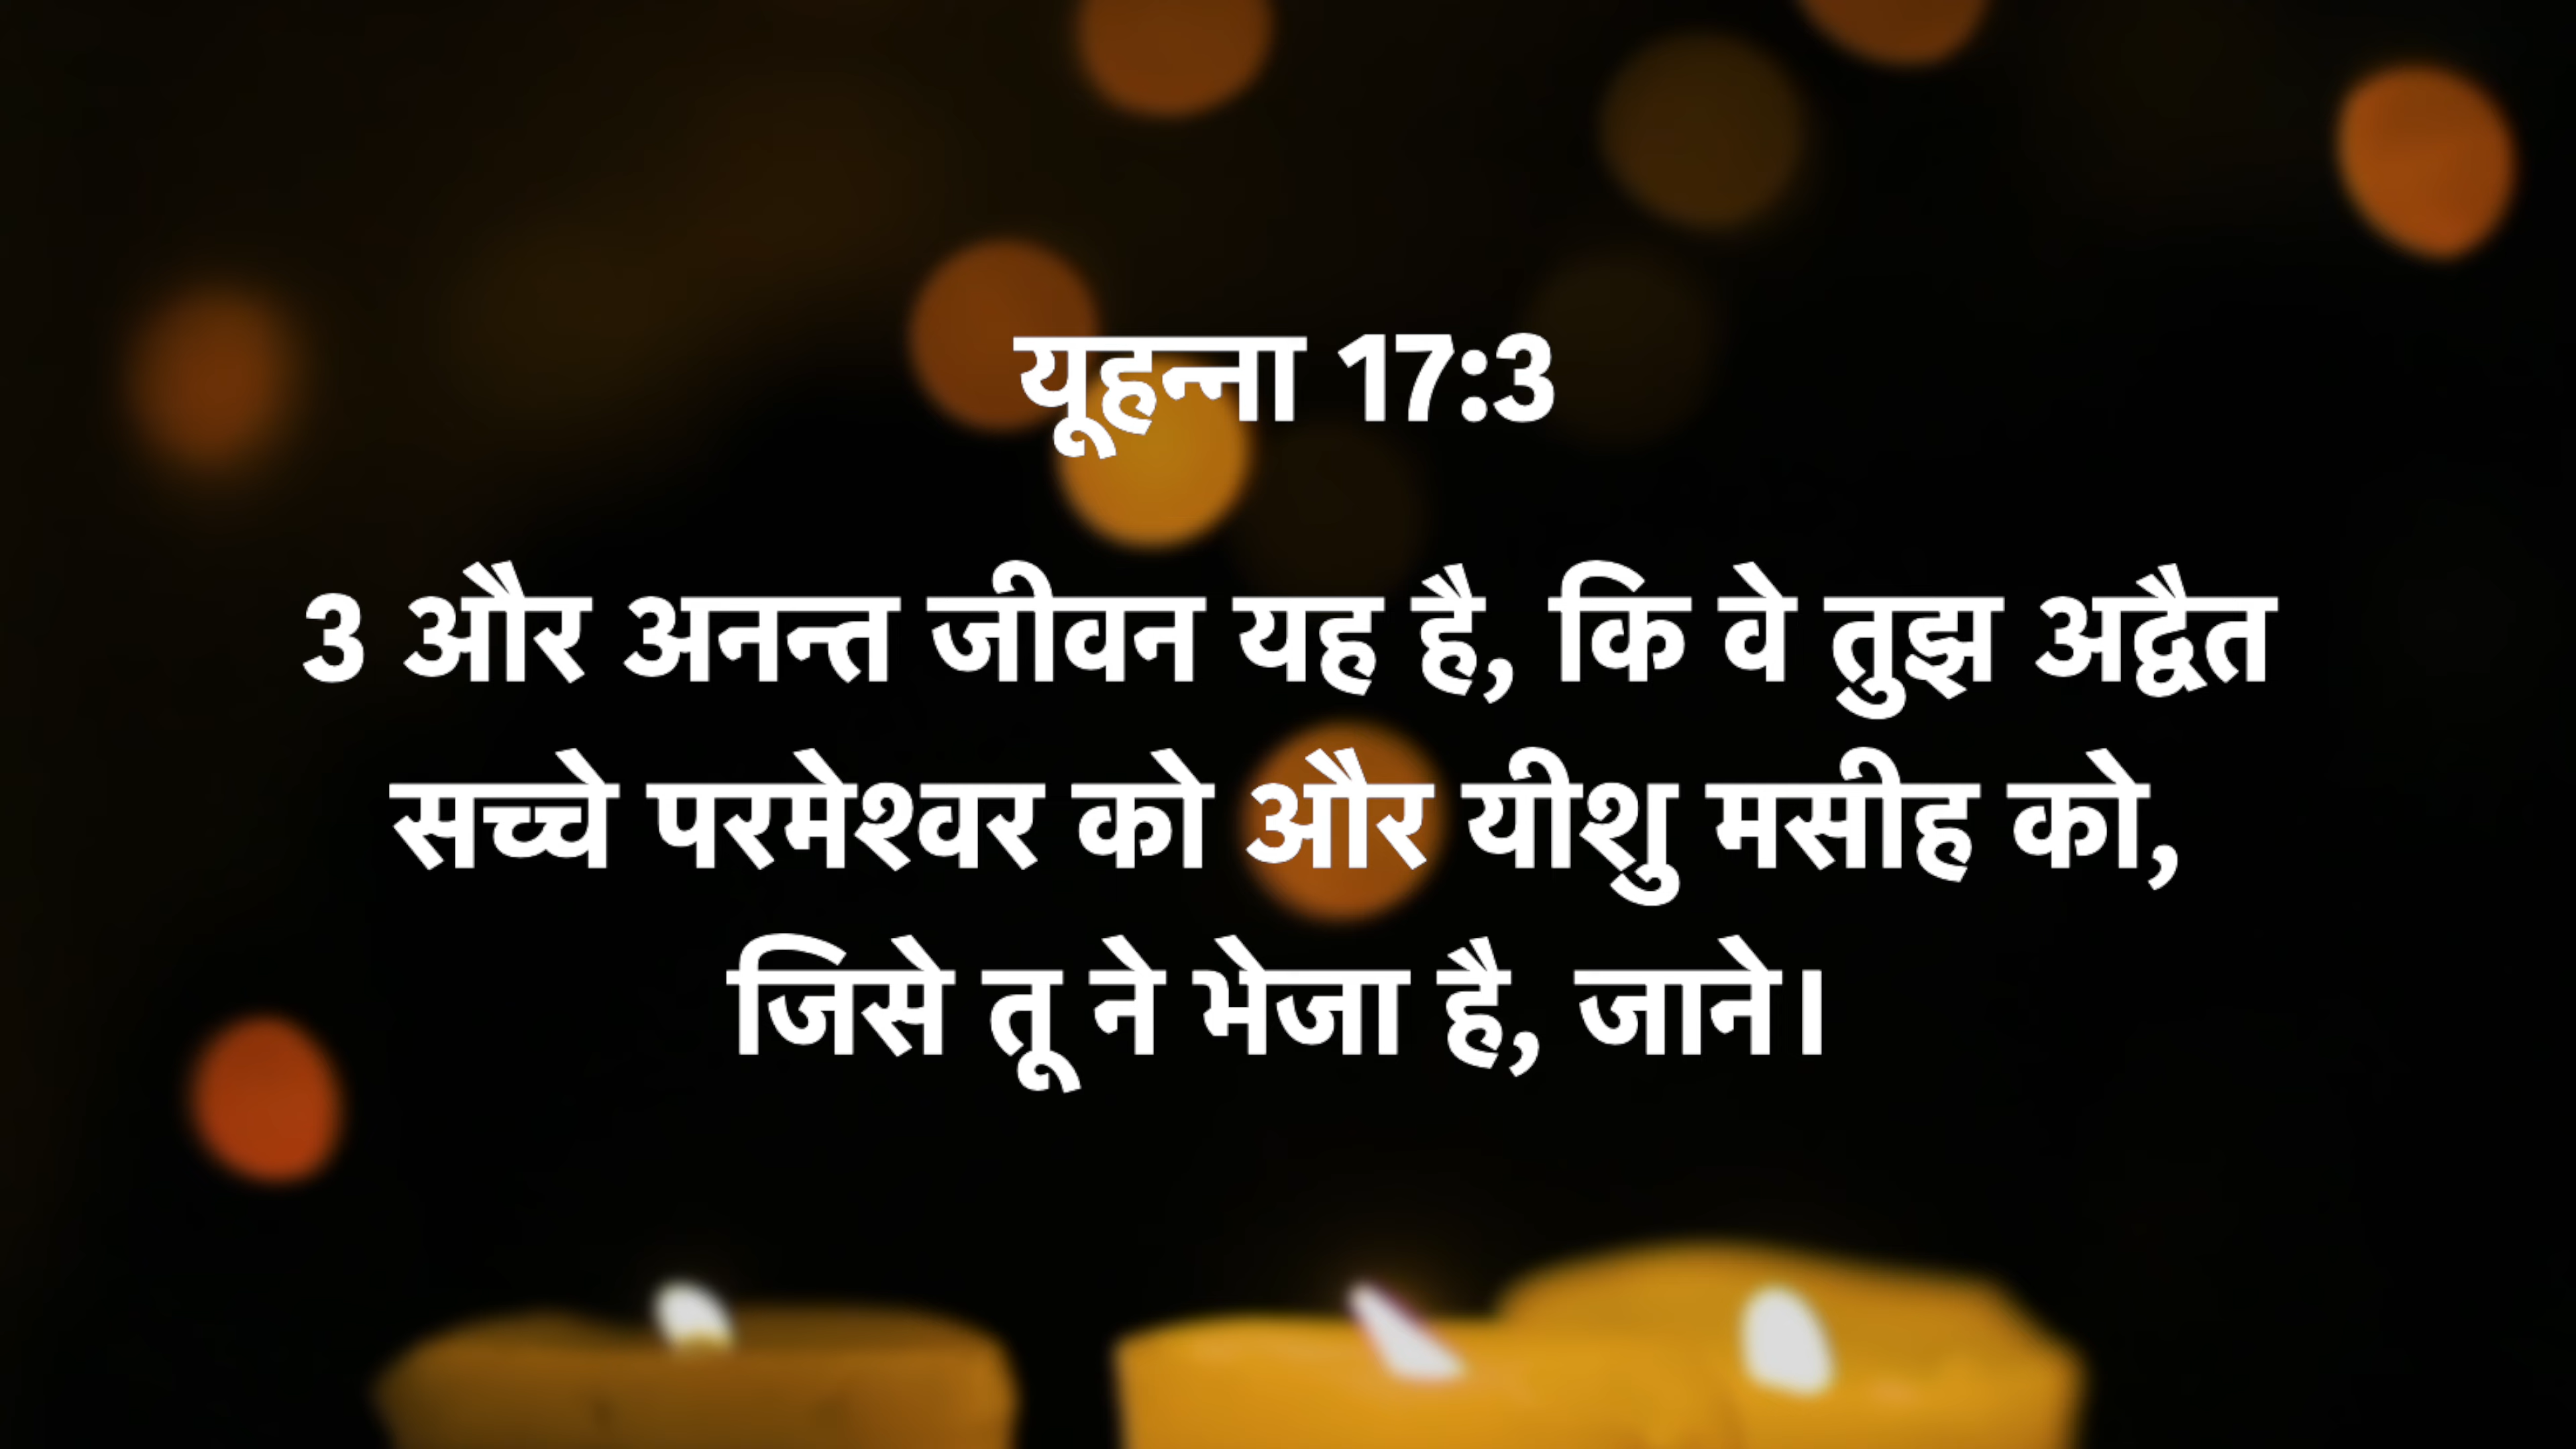 यूहन्ना 17:3
3 और अनन्त जीवन यह है, कि वे तुझ अद्वैत
सच्चे परमेश्वर को और यीशु मसीह को,
जिसे तू ने भेजा है, जाने।